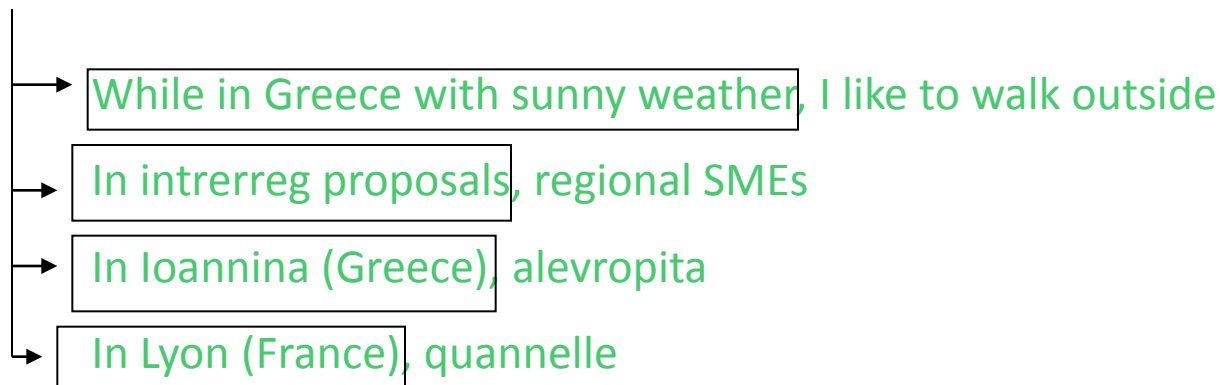 While in Greece with sunny weather, I like to walk outside
In intrerreg proposals, regional SMEs
In Ioannina (Greece), alevropita
In Lyon (France), quannelle